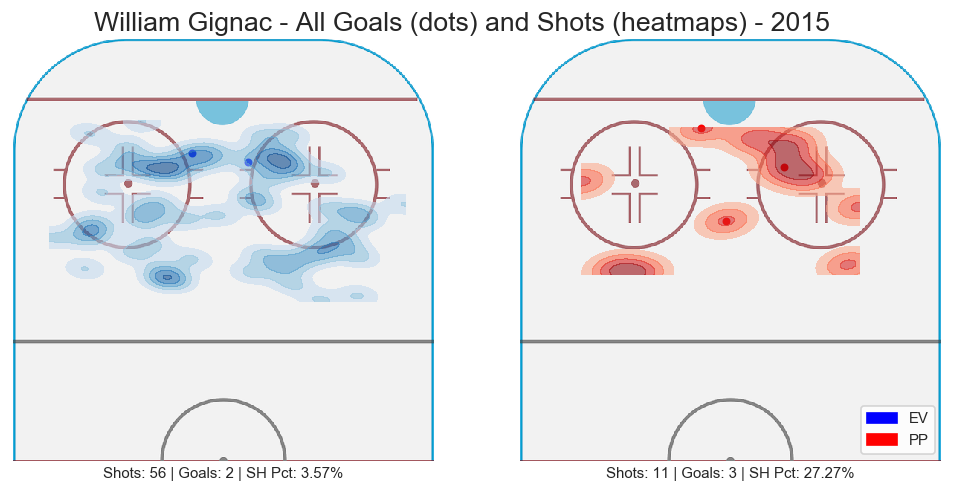 William Gignac - All Goals (dots) and Shots (heatmaps) - 2015
EV
PP
Shots: 56 | Goals: 2 | SH Pct: 3.57%
Shots: 11 | Goals: 3 | SH Pct: 27.27%